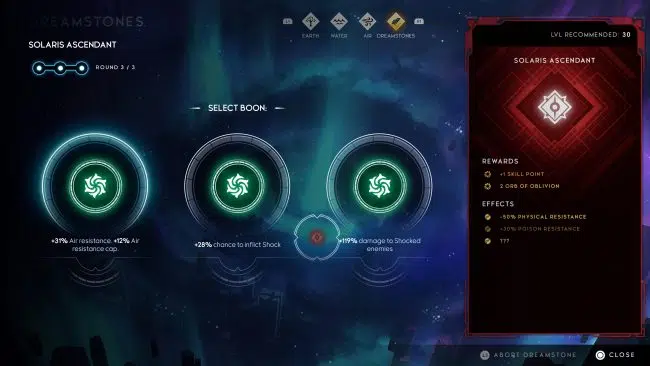 DREAMSTONES
SOLARIS ASCENDANT
ROUND 3 / 3
EARTH
WATER
AIR
DREAMSTONES
SELECT BOON:
+31% Air resistance. +12% Air
resistance cap.
+28% chance to inflict Shock
+119% damage to Shocked
enemies
LVL RECOMMENDED: 30
SOLARIS ASCENDANT
REWARDS
+1 SKILL POINT
2 ORB OF OBLIVION
EFFECTS
-50% PHYSICAL RESISTANCE
-30% POISON RESISTANCE
???
ABORT DREAMSTONE
CLOSE